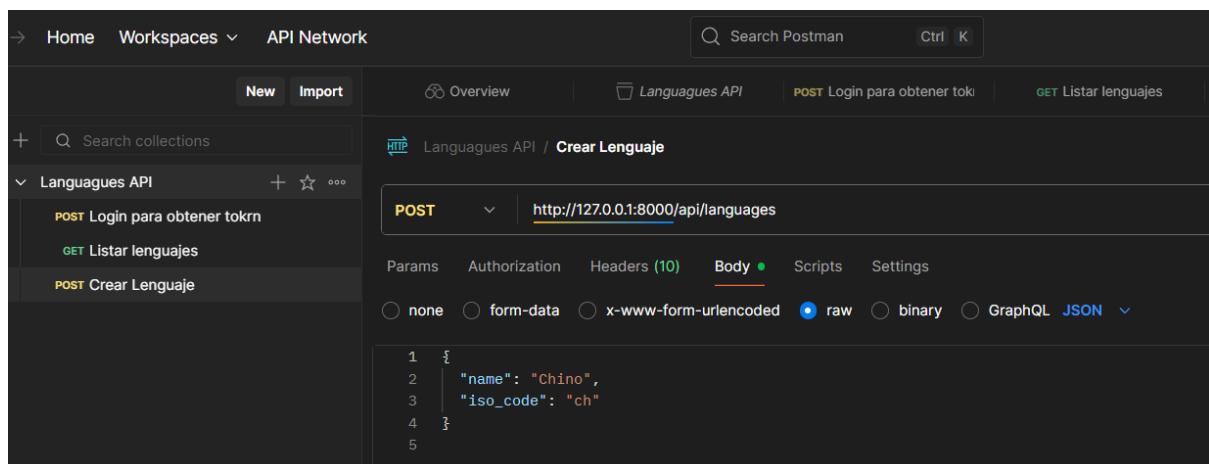 Home Workspaces API Network Search Postman Ctrl K
New Import
Overview Languagues API POST Login para obtener tok GET Listar lenguajes
Search collections
Languagues API / Crear Lenguaje
Languagues API
POST Login para obtener tokrn
POST http://127.0.0.1:8000/api/languages
GET Listar lenguajes
POST Crear Lenguaje
Params Authorization Headers (10) Body Scripts Settings
none form-data x-www-form-urlencoded raw binary GraphQL JSON
1 {
2 "name": "Chino",
3 "iso_code": "ch"
4 }
5